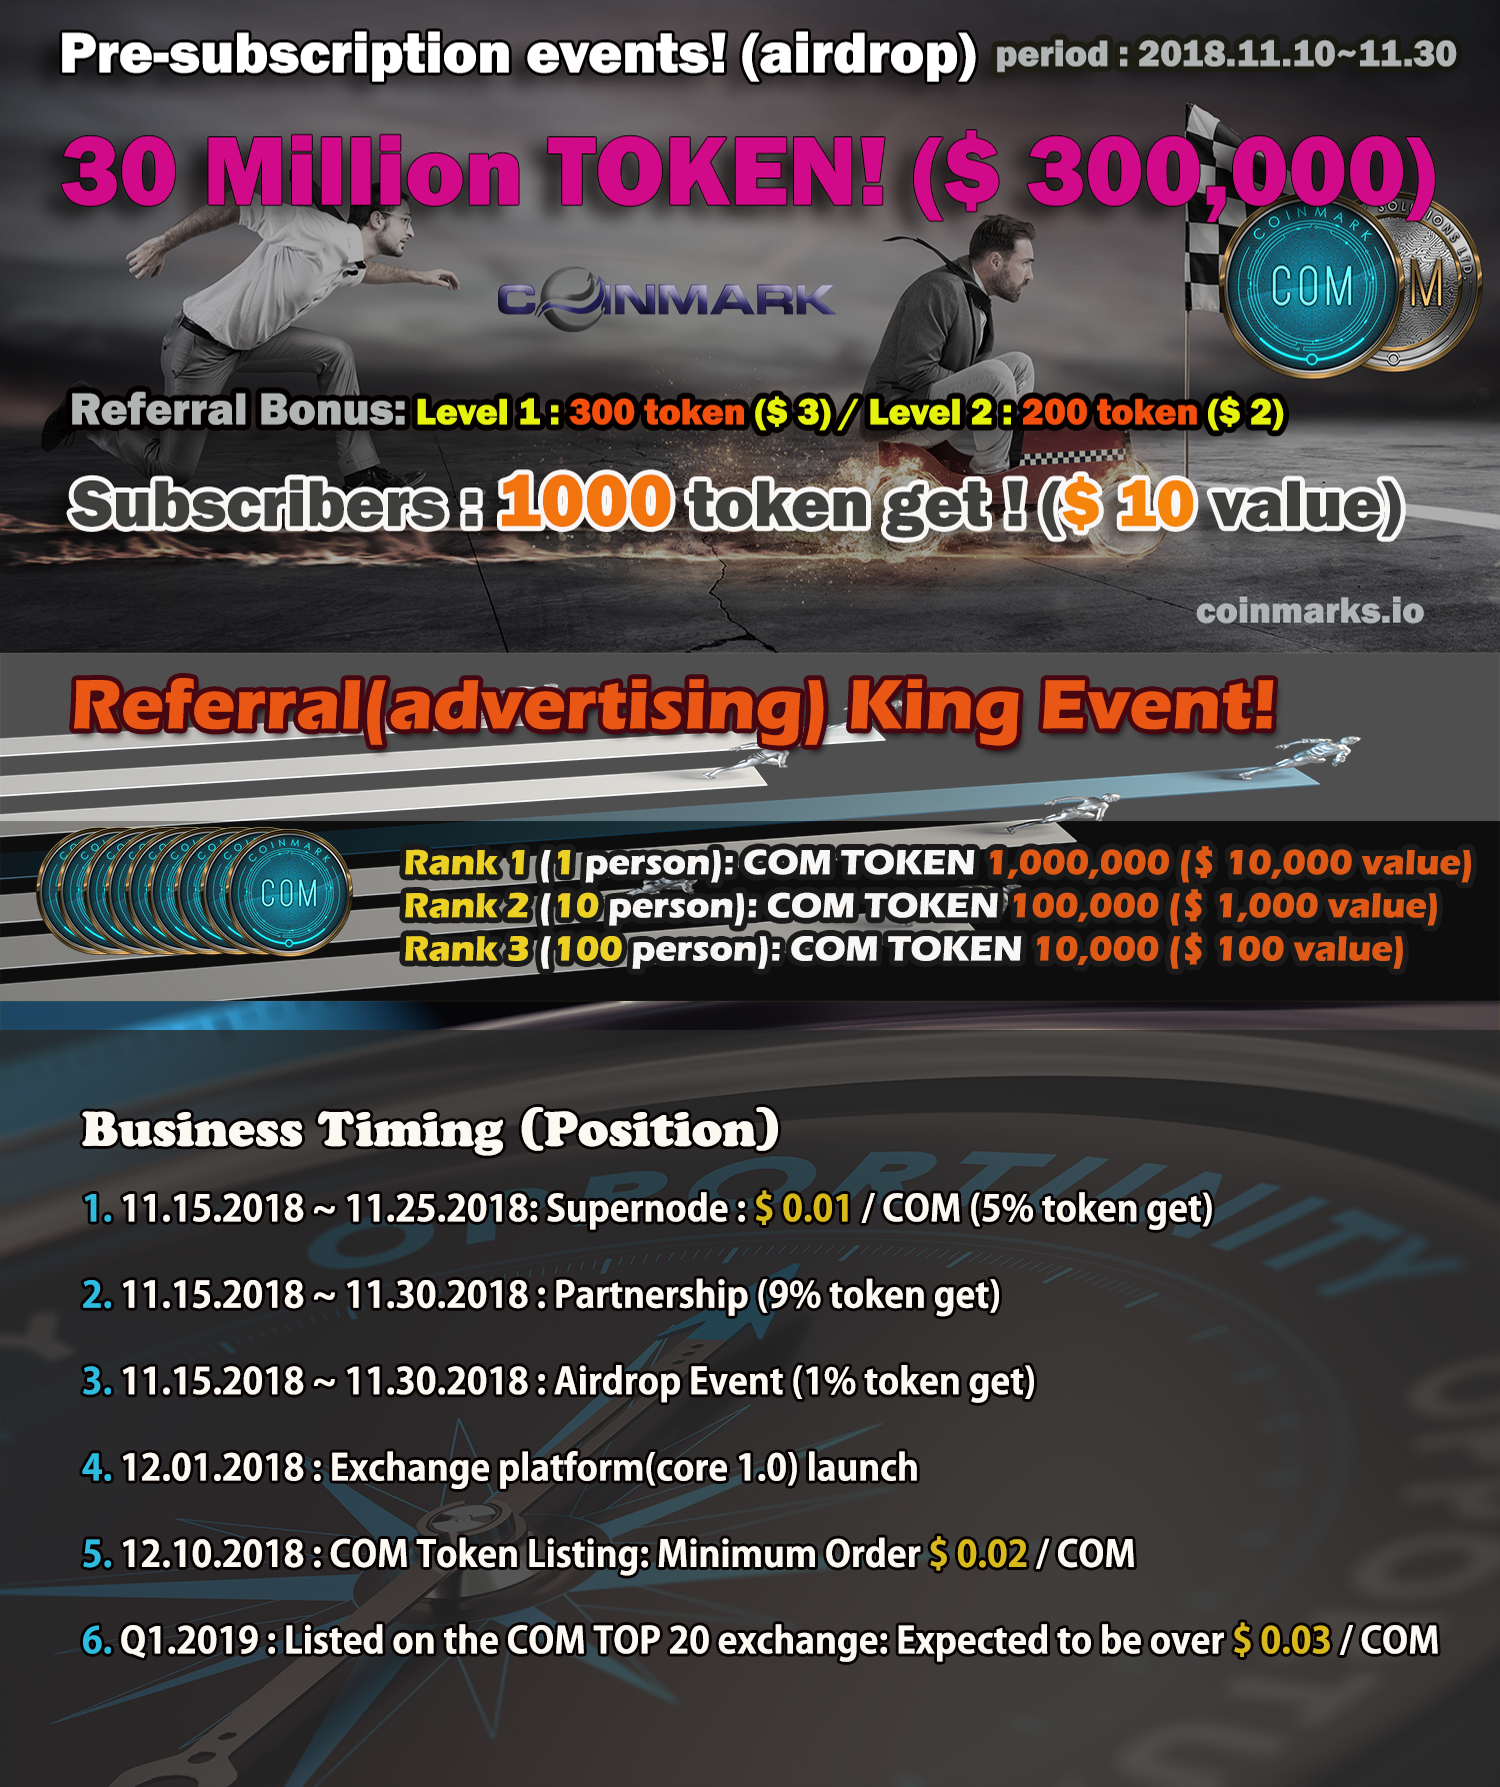 Pre-subscription events! (airdrop) period : 2018.11.10~11.30
30 Million TOKEN! ($ 300,000)
COINMARK
COINMARK
COM
SOLUTIONS LTD.
M
Referral Bonus: Level 1 : 300 token ($ 3) / Level 2 : 200 token ($ 2)
Subscribers : 1000 token get ! ($ 10 value)
coinmarks.io
Referral(advertising) King Event!
COINMARK
COM
Rank 1 (1 person): COM TOKEN 1,000,000 ($ 10,000 value)
Rank 2 (10 person): COM TOKEN 100,000 ($ 1,000 value)
Rank 3 (100 person): COM TOKEN 10,000 ($ 100 value)
OPPORTUNITY
Business Timing (Position)
1. 11.15.2018 ~ 11.25.2018: Supernode : $ 0.01 / COM (5% token get)
2. 11.15.2018 ~ 11.30.2018 : Partnership (9% token get)
3. 11.15.2018 ~ 11.30.2018 : Airdrop Event (1% token get)
4. 12.01.2018 : Exchange platform(core 1.0) launch
5. 12.10.2018 : COM Token Listing: Minimum Order $ 0.02 / COM
6. Q1.2019 : Listed on the COM TOP 20 exchange: Expected to be over $ 0.03 / COM